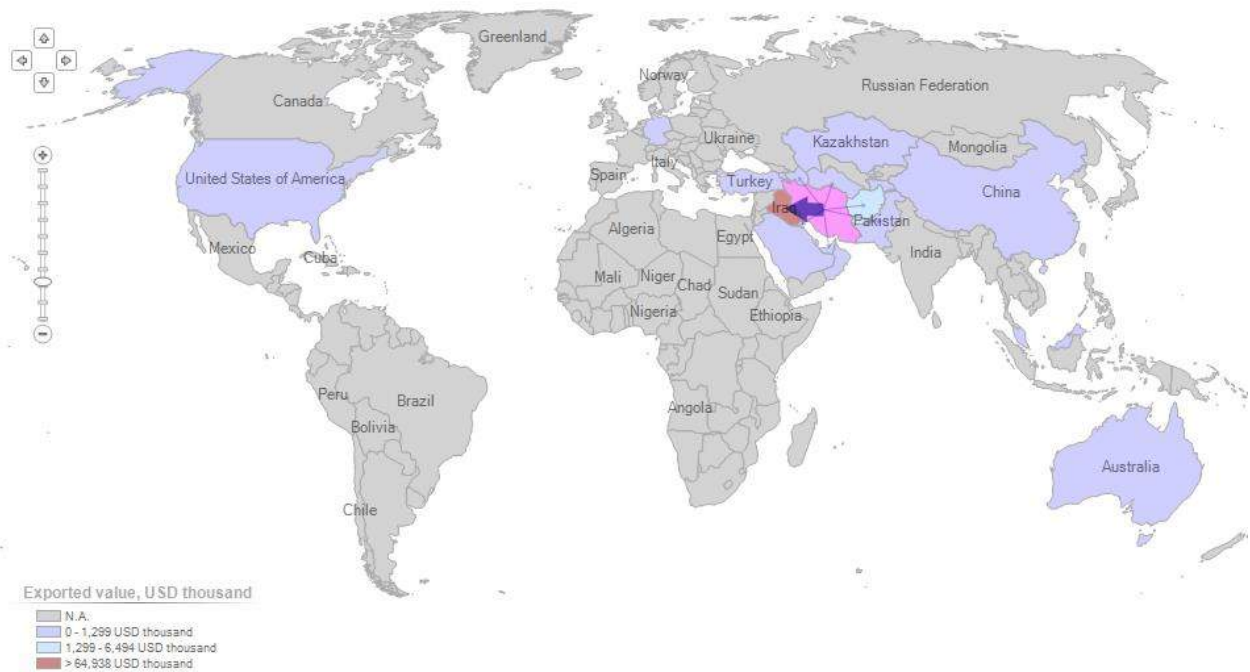 Greenland
Norway
Russian Federation
Canada
Ukraine
Kazakhstan
Mongolia
Italy
Spain
Turkey
United States of America
China
Iraq
Pakistan
Algeria
Egypt
Mexico
Cuba
India
Mali
Niger
Chad
Sudan
Nigeria
Ethiopia
Peru
Brazil
Angola
Bolivia
Australia
Chile
Exported value, USD thousand
N.A.
0 - 1,299 USD thousand
1,299 - 6,494 USD thousand
> 64,938 USD thousand